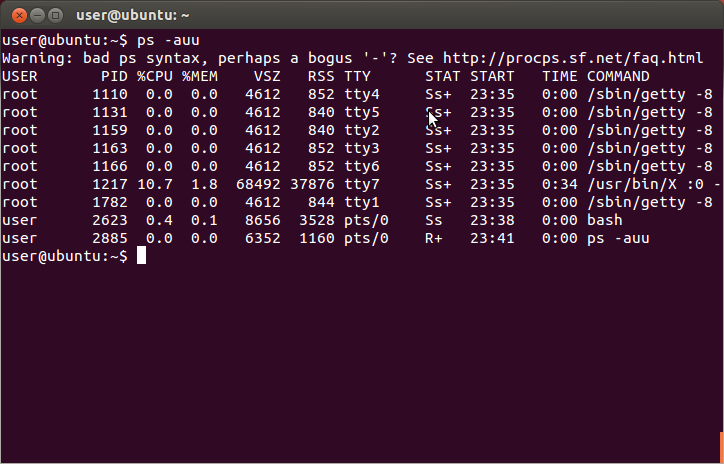 user@ubuntu: ~
user@ubuntu:~$ ps -auu
Warning: bad ps syntax, perhaps a bogus '-'? See http://procps.sf.net/faq.html
USER       PID %CPU %MEM    VSZ   RSS TTY      STAT START   TIME COMMAND
root      1110  0.0  0.0   4612   852 tty4     Ss+  23:35   0:00 /sbin/getty -8
root      1131  0.0  0.0   4612   840 tty5     Ss+  23:35   0:00 /sbin/getty -8
root      1159  0.0  0.0   4612   840 tty2     Ss+  23:35   0:00 /sbin/getty -8
root      1163  0.0  0.0   4612   852 tty3     Ss+  23:35   0:00 /sbin/getty -8
root      1166  0.0  0.0   4612   852 tty6     Ss+  23:35   0:00 /sbin/getty -8
root      1217 10.7  1.8  68492 37876 tty7     Ss+  23:35   0:34 /usr/bin/X :0 -
root      1782  0.0  0.0   4612   844 tty1     Ss+  23:35   0:00 /sbin/getty -8
user      2623  0.4  0.1   8656  3528 pts/0    Ss   23:38   0:00 bash
user      2885  0.0  0.0   6352  1160 pts/0    R+   23:41   0:00 ps -auu
user@ubuntu:~$